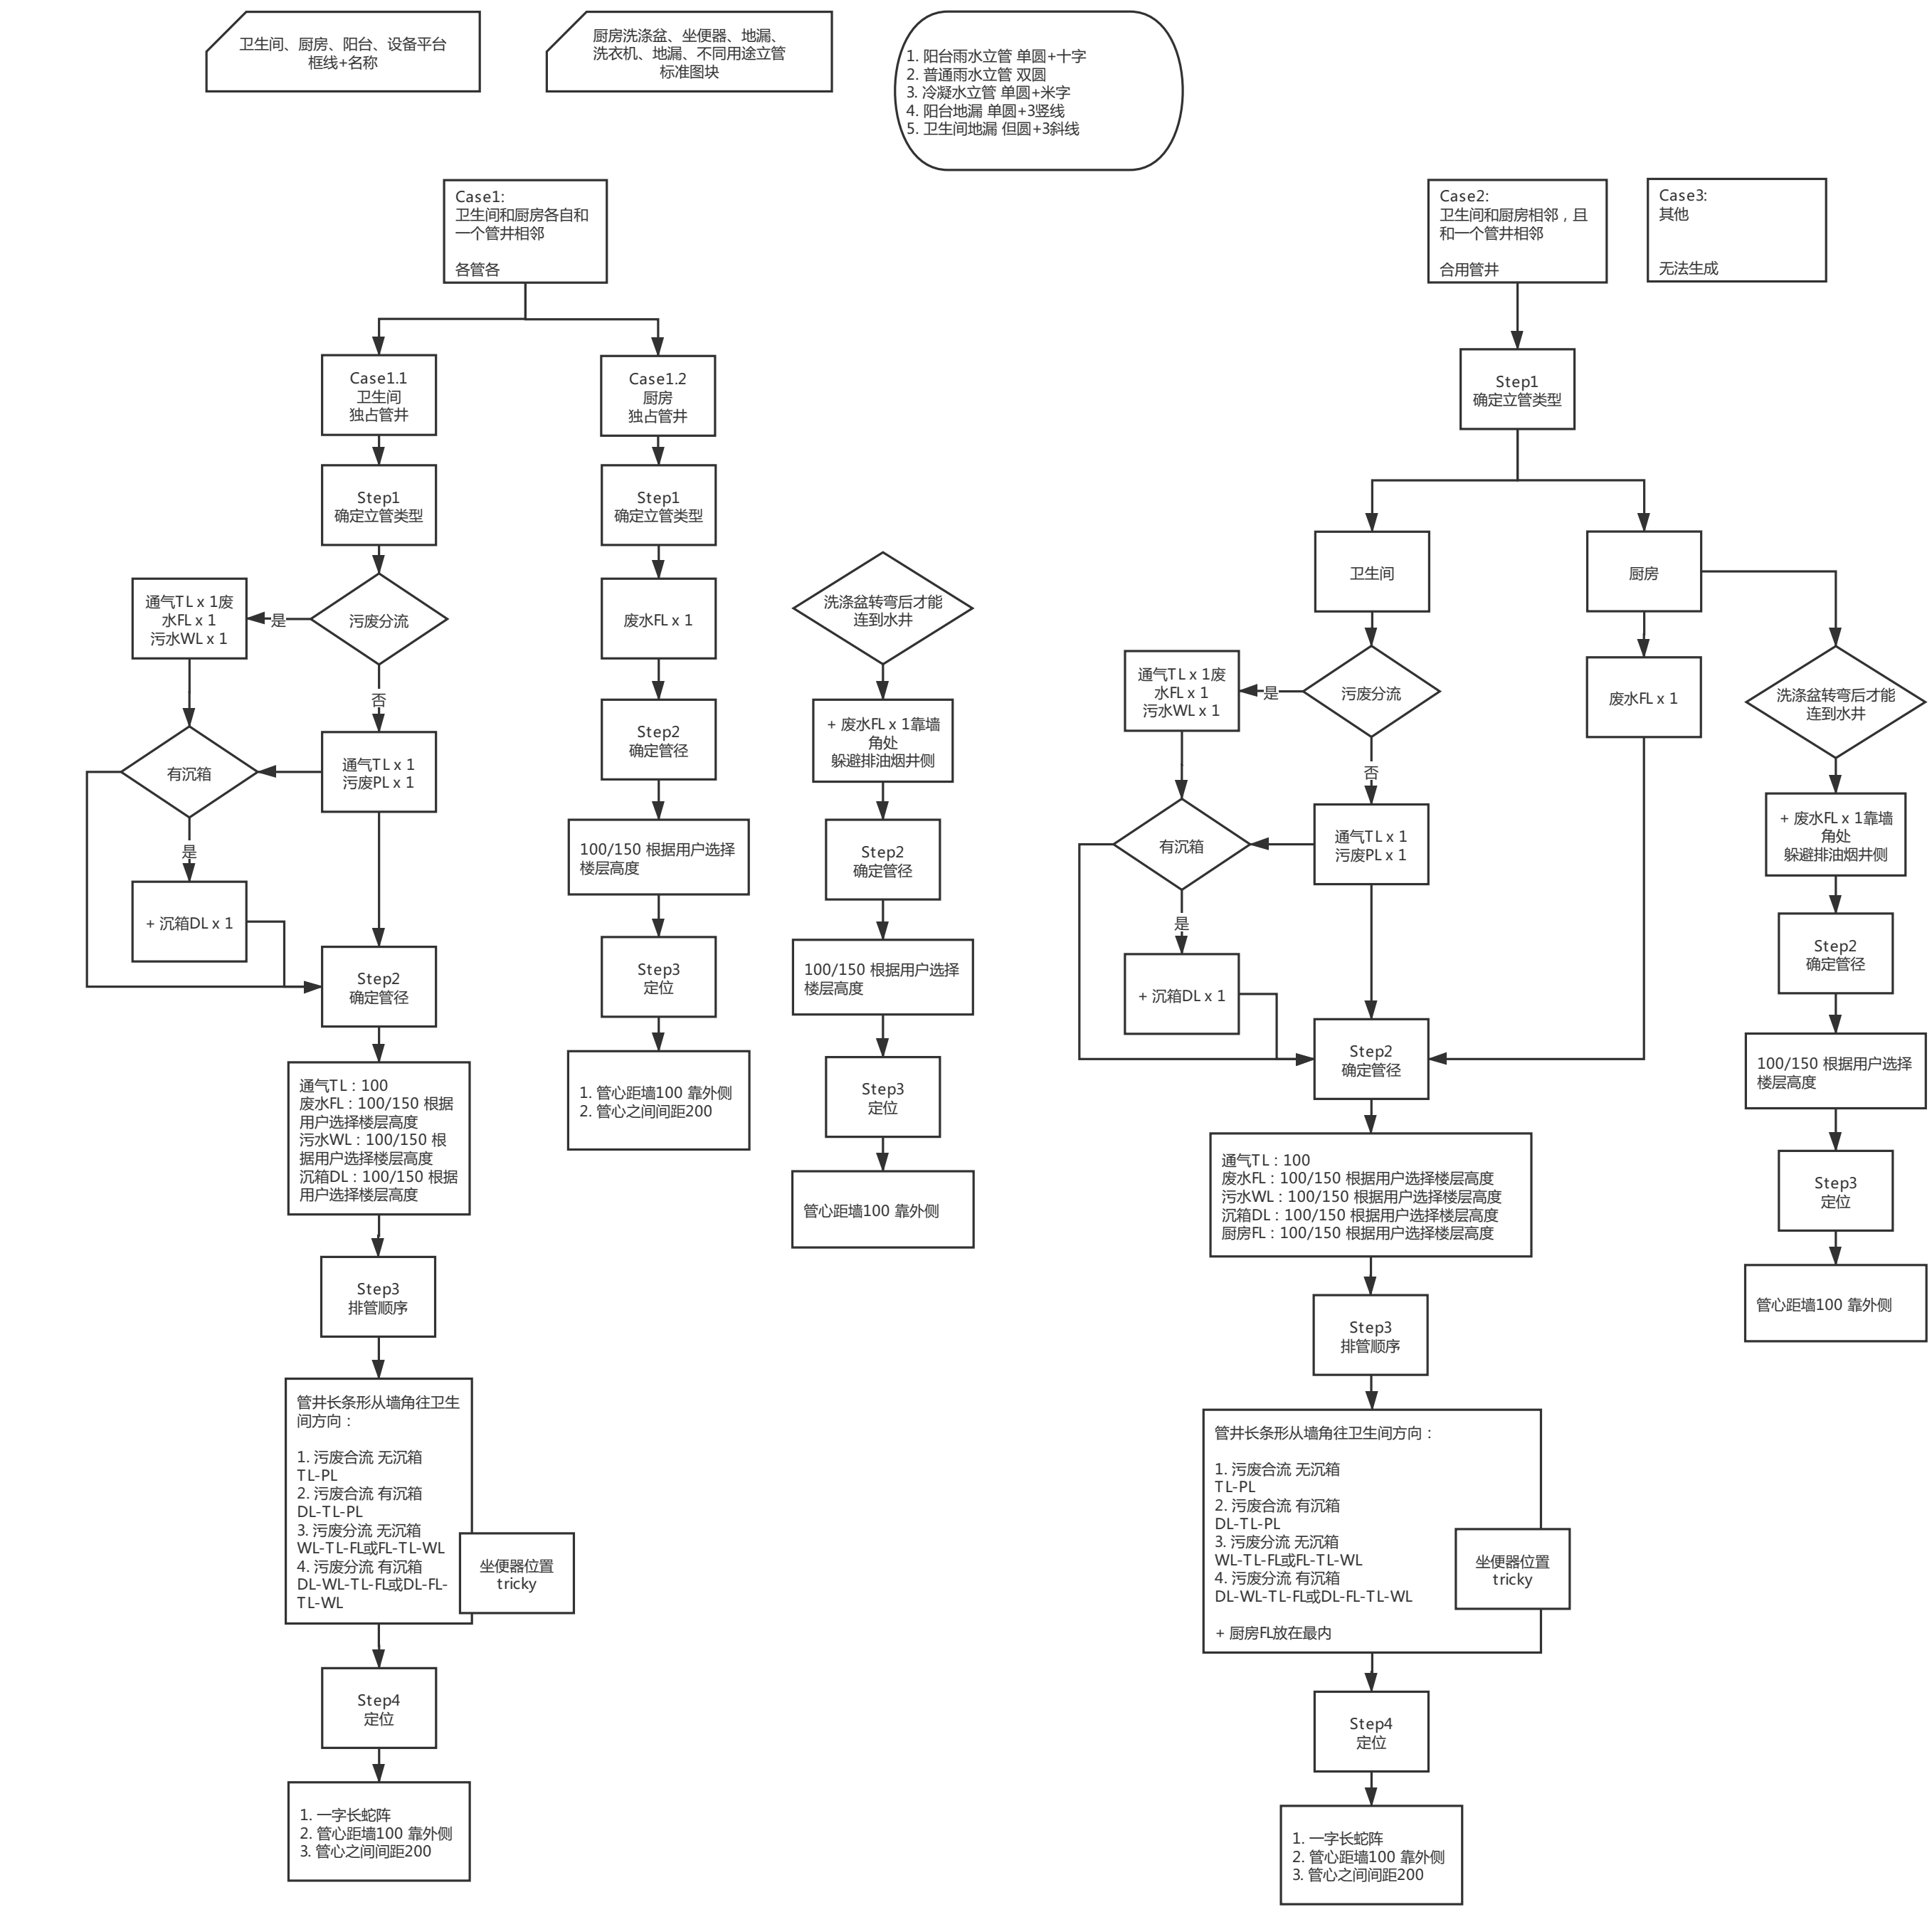 卫生间、厨房、阳台、设备平台
框线+名称
厨房洗涤盆、坐便器、地漏、
洗衣机、地漏、不同用途立管
标准图块
1. 阳台雨水立管 单圆+十字
2. 普通雨水立管 双圆
3. 冷凝水立管 单圆+米字
4. 阳台地漏 单圆+3竖线
5. 卫生间地漏 但圆+3斜线
Case1:
卫生间和厨房各自和
一个管井相邻
各管各
Case1.1
卫生间
独占管井
Step1
确定立管类型
污废分流
是
通气TL x 1废
水FL x 1
污水WL x 1
否
通气TL x 1
污废PL x 1
有沉箱
是
+ 沉箱DL x 1
Step2
确定管径
通气TL：100
废水FL：100/150 根据
用户选择楼层高度
污水WL：100/150 根
据用户选择楼层高度
沉箱DL：100/150 根据
用户选择楼层高度
Step3
排管顺序
管井长条形从墙角往卫生
间方向：
1. 污废合流 无沉箱
TL-PL
2. 污废合流 有沉箱
DL-TL-PL
3. 污废分流 无沉箱
WL-TL-FL或FL-TL-WL
4. 污废分流 有沉箱
DL-WL-TL-FL或DL-FL-
TL-WL
坐便器位置
tricky
Step4
定位
1. 一字长蛇阵
2. 管心距墙100 靠外侧
3. 管心之间间距200
Case1.2
厨房
独占管井
Step1
确定立管类型
废水FL x 1
Step2
确定管径
100/150 根据用户选择
楼层高度
Step3
定位
1. 管心距墙100 靠外侧
2. 管心之间间距200
洗涤盆转弯后才能
连到水井
+ 废水FL x 1靠墙
角处
躲避排油烟井侧
Step2
确定管径
100/150 根据用户选择
楼层高度
Step3
定位
管心距墙100 靠外侧
Case2:
卫生间和厨房相邻，且
和一个管井相邻
合用管井
Step1
确定立管类型
卫生间
污废分流
是
通气TL x 1废
水FL x 1
污水WL x 1
否
通气TL x 1
污废PL x 1
有沉箱
是
+ 沉箱DL x 1
Step2
确定管径
通气TL：100
废水FL：100/150 根据用户选择楼层高度
污水WL：100/150 根据用户选择楼层高度
沉箱DL：100/150 根据用户选择楼层高度
厨房FL：100/150 根据用户选择楼层高度
Step3
排管顺序
管井长条形从墙角往卫生间方向：
1. 污废合流 无沉箱
TL-PL
2. 污废合流 有沉箱
DL-TL-PL
3. 污废分流 无沉箱
WL-TL-FL或FL-TL-WL
4. 污废分流 有沉箱
DL-WL-TL-FL或DL-FL-TL-WL
+ 厨房FL放在最内
坐便器位置
tricky
Step4
定位
1. 一字长蛇阵
2. 管心距墙100 靠外侧
3. 管心之间间距200
厨房
废水FL x 1
洗涤盆转弯后才能
连到水井
+ 废水FL x 1靠墙
角处
躲避排油烟井侧
Step2
确定管径
100/150 根据用户选择
楼层高度
Step3
定位
管心距墙100 靠外侧
Case3:
其他
无法生成